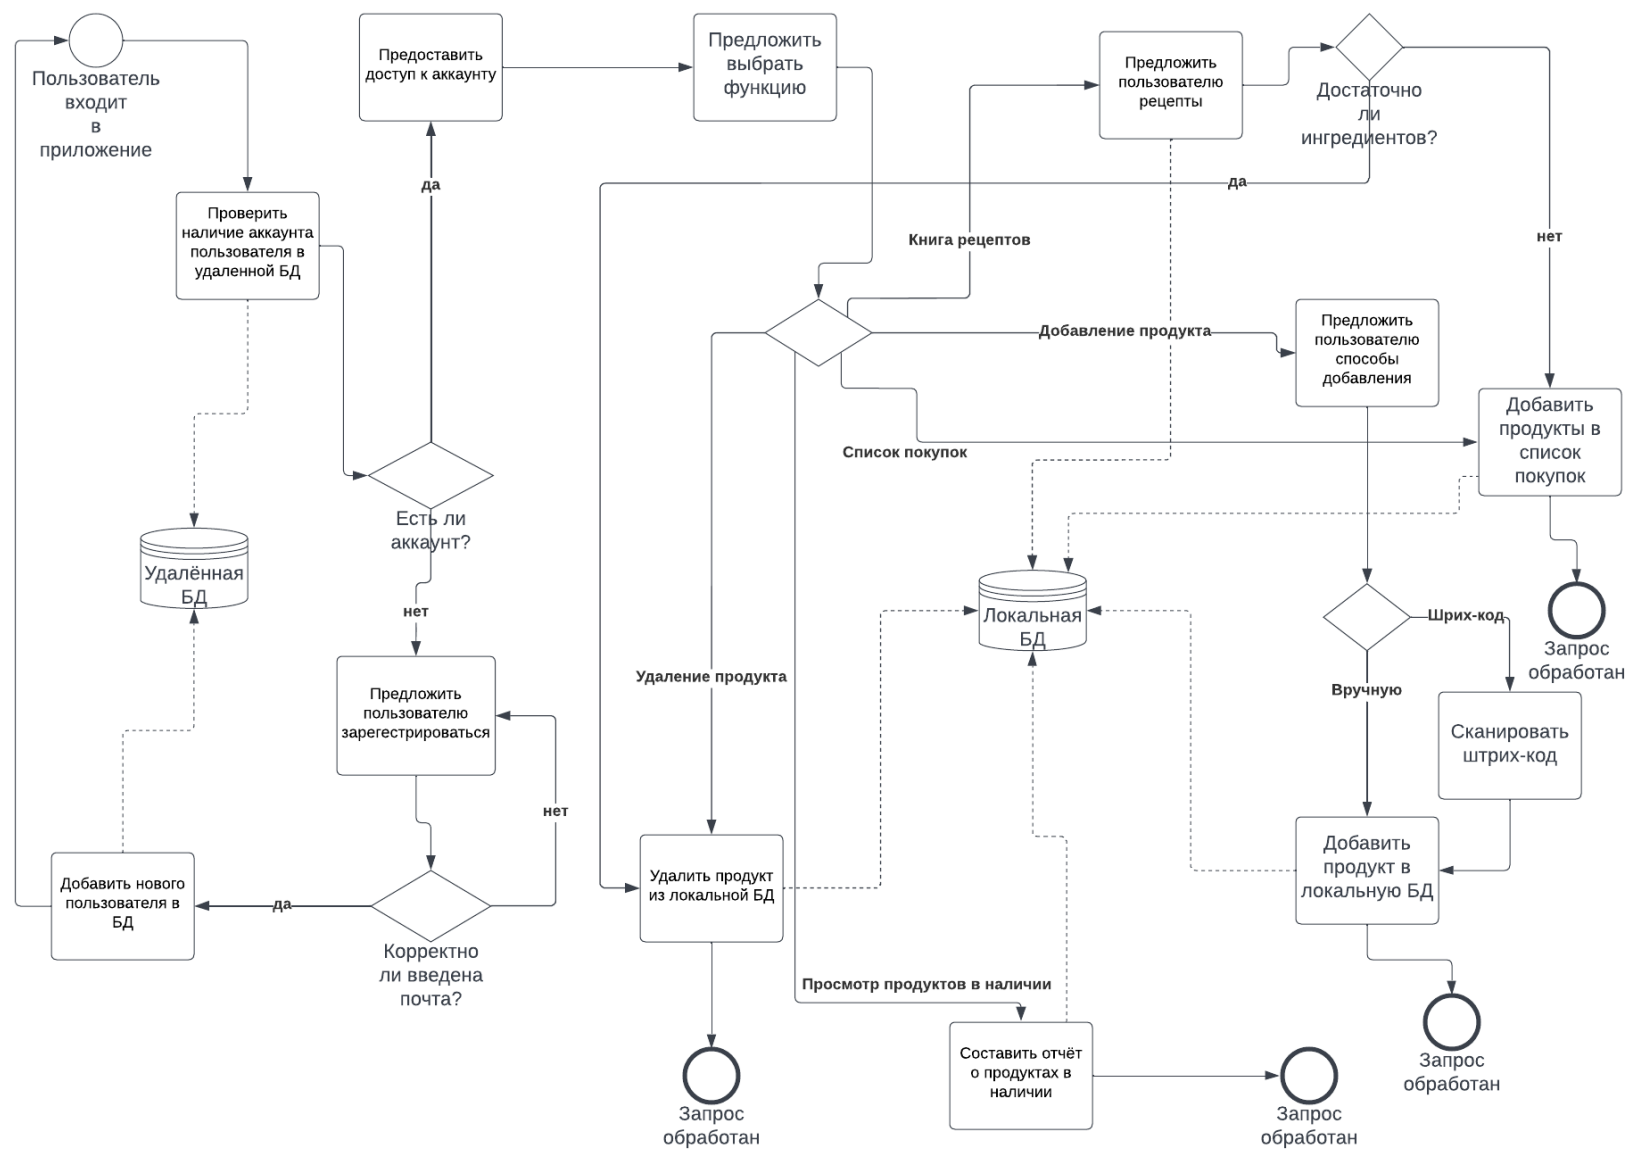 Пользователь
входит
в
приложение
Предоставить
доступ к аккаунту
Предложить
выбрать
функцию
Предложить
пользователю
рецепты
Достаточно
ли
ингредиентов?
да
да
Проверить
наличие аккаунта
пользователя в
удаленной БД
Книга рецептов
нет
Добавление продукта
Предложить
пользователю
способы
добавления
Добавить
продукты в
список
покупок
Список покупок
Есть ли
аккаунт?
Удалённая
БД
нет
Локальная
БД
Шрих-код
Запрос
обработан
Удаление продукта
Вручную
Предложить
пользователю
зарегестрироваться
Сканировать
штрих-код
нет
Добавить
продукт в
локальную БД
Удалить продукт
из локальной БД
Добавить нового
пользователя в
БД
да
Корректно
ли введена
почта?
Просмотр продуктов в наличии
Составить отчёт
о продуктах в
наличии
Запрос
обработан
Запрос
обработан
Запрос
обработан